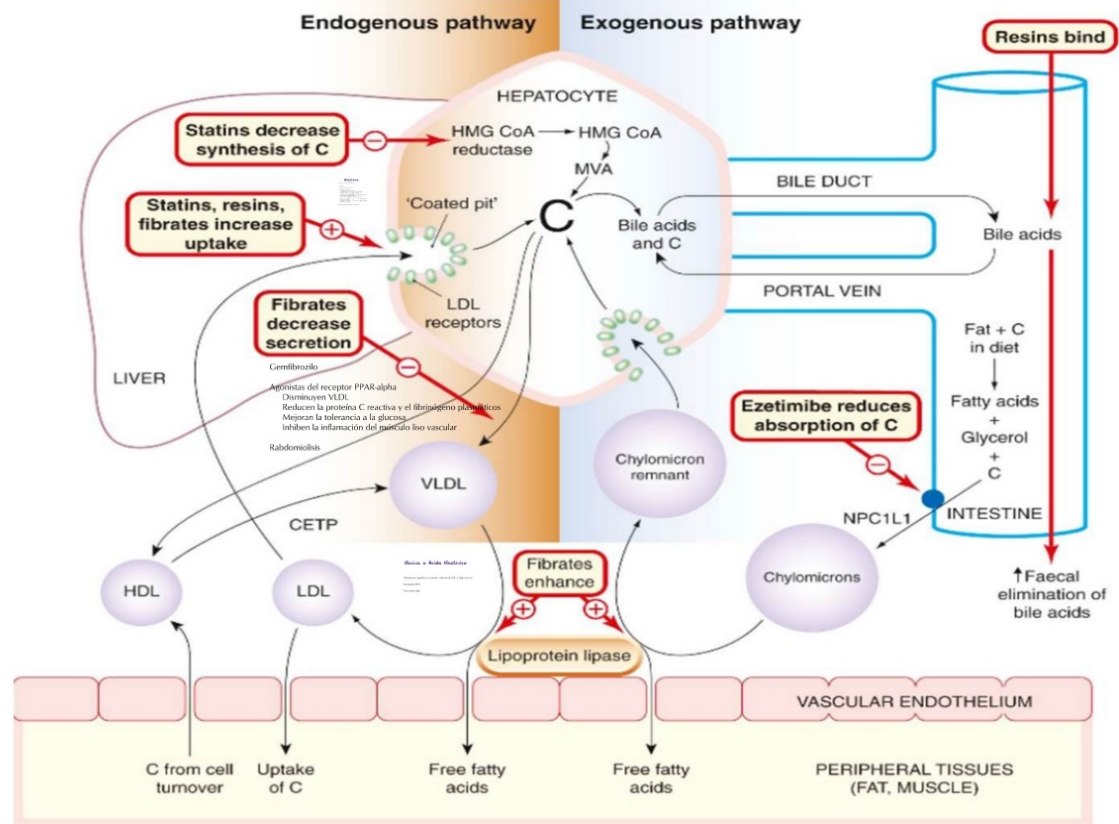 Endogenous pathway
Exogenous pathway
Resins bind
HEPATOCYTE
Statins decrease
synthesis of C
HMG CoA
reductase
HMG CoA
MVA
Statins, resins,
fibrates increase
uptake
'Coated pit'
C
Bile acids
and C
BILE DUCT
Bile acids
PORTAL VEIN
LDL
receptors
Fibrates
decrease
secretion
LIVER
Gemfibrozilo
Agonistas del receptor PPAR-alpha
Disminuyen VLDL
Reducen la proteína C reactiva y el fibrinógeno plasmáticos
Mejoran la tolerancia a la glucosa
Inhiben la inflamación del músculo liso vascular
Rabdomiolisis
Fat + C
in diet
Fatty acids
+
Glycerol
+
C
Ezetimibe reduces
absorption of C
VLDL
Chylomicron
remnant
NPC1L1
INTESTINE
CETP
HDL
LDL
Niacina o Acido Nicotinico
Fibrates
enhance
Chylomicrons
↑Faecal
elimination of
bile acids
Lipoprotein lipase
VASCULAR ENDOTHELIUM
C from cell
turnover
Uptake
of C
Free fatty
acids
Free fatty
acids
PERIPHERAL TISSUES
(FAT, MUSCLE)